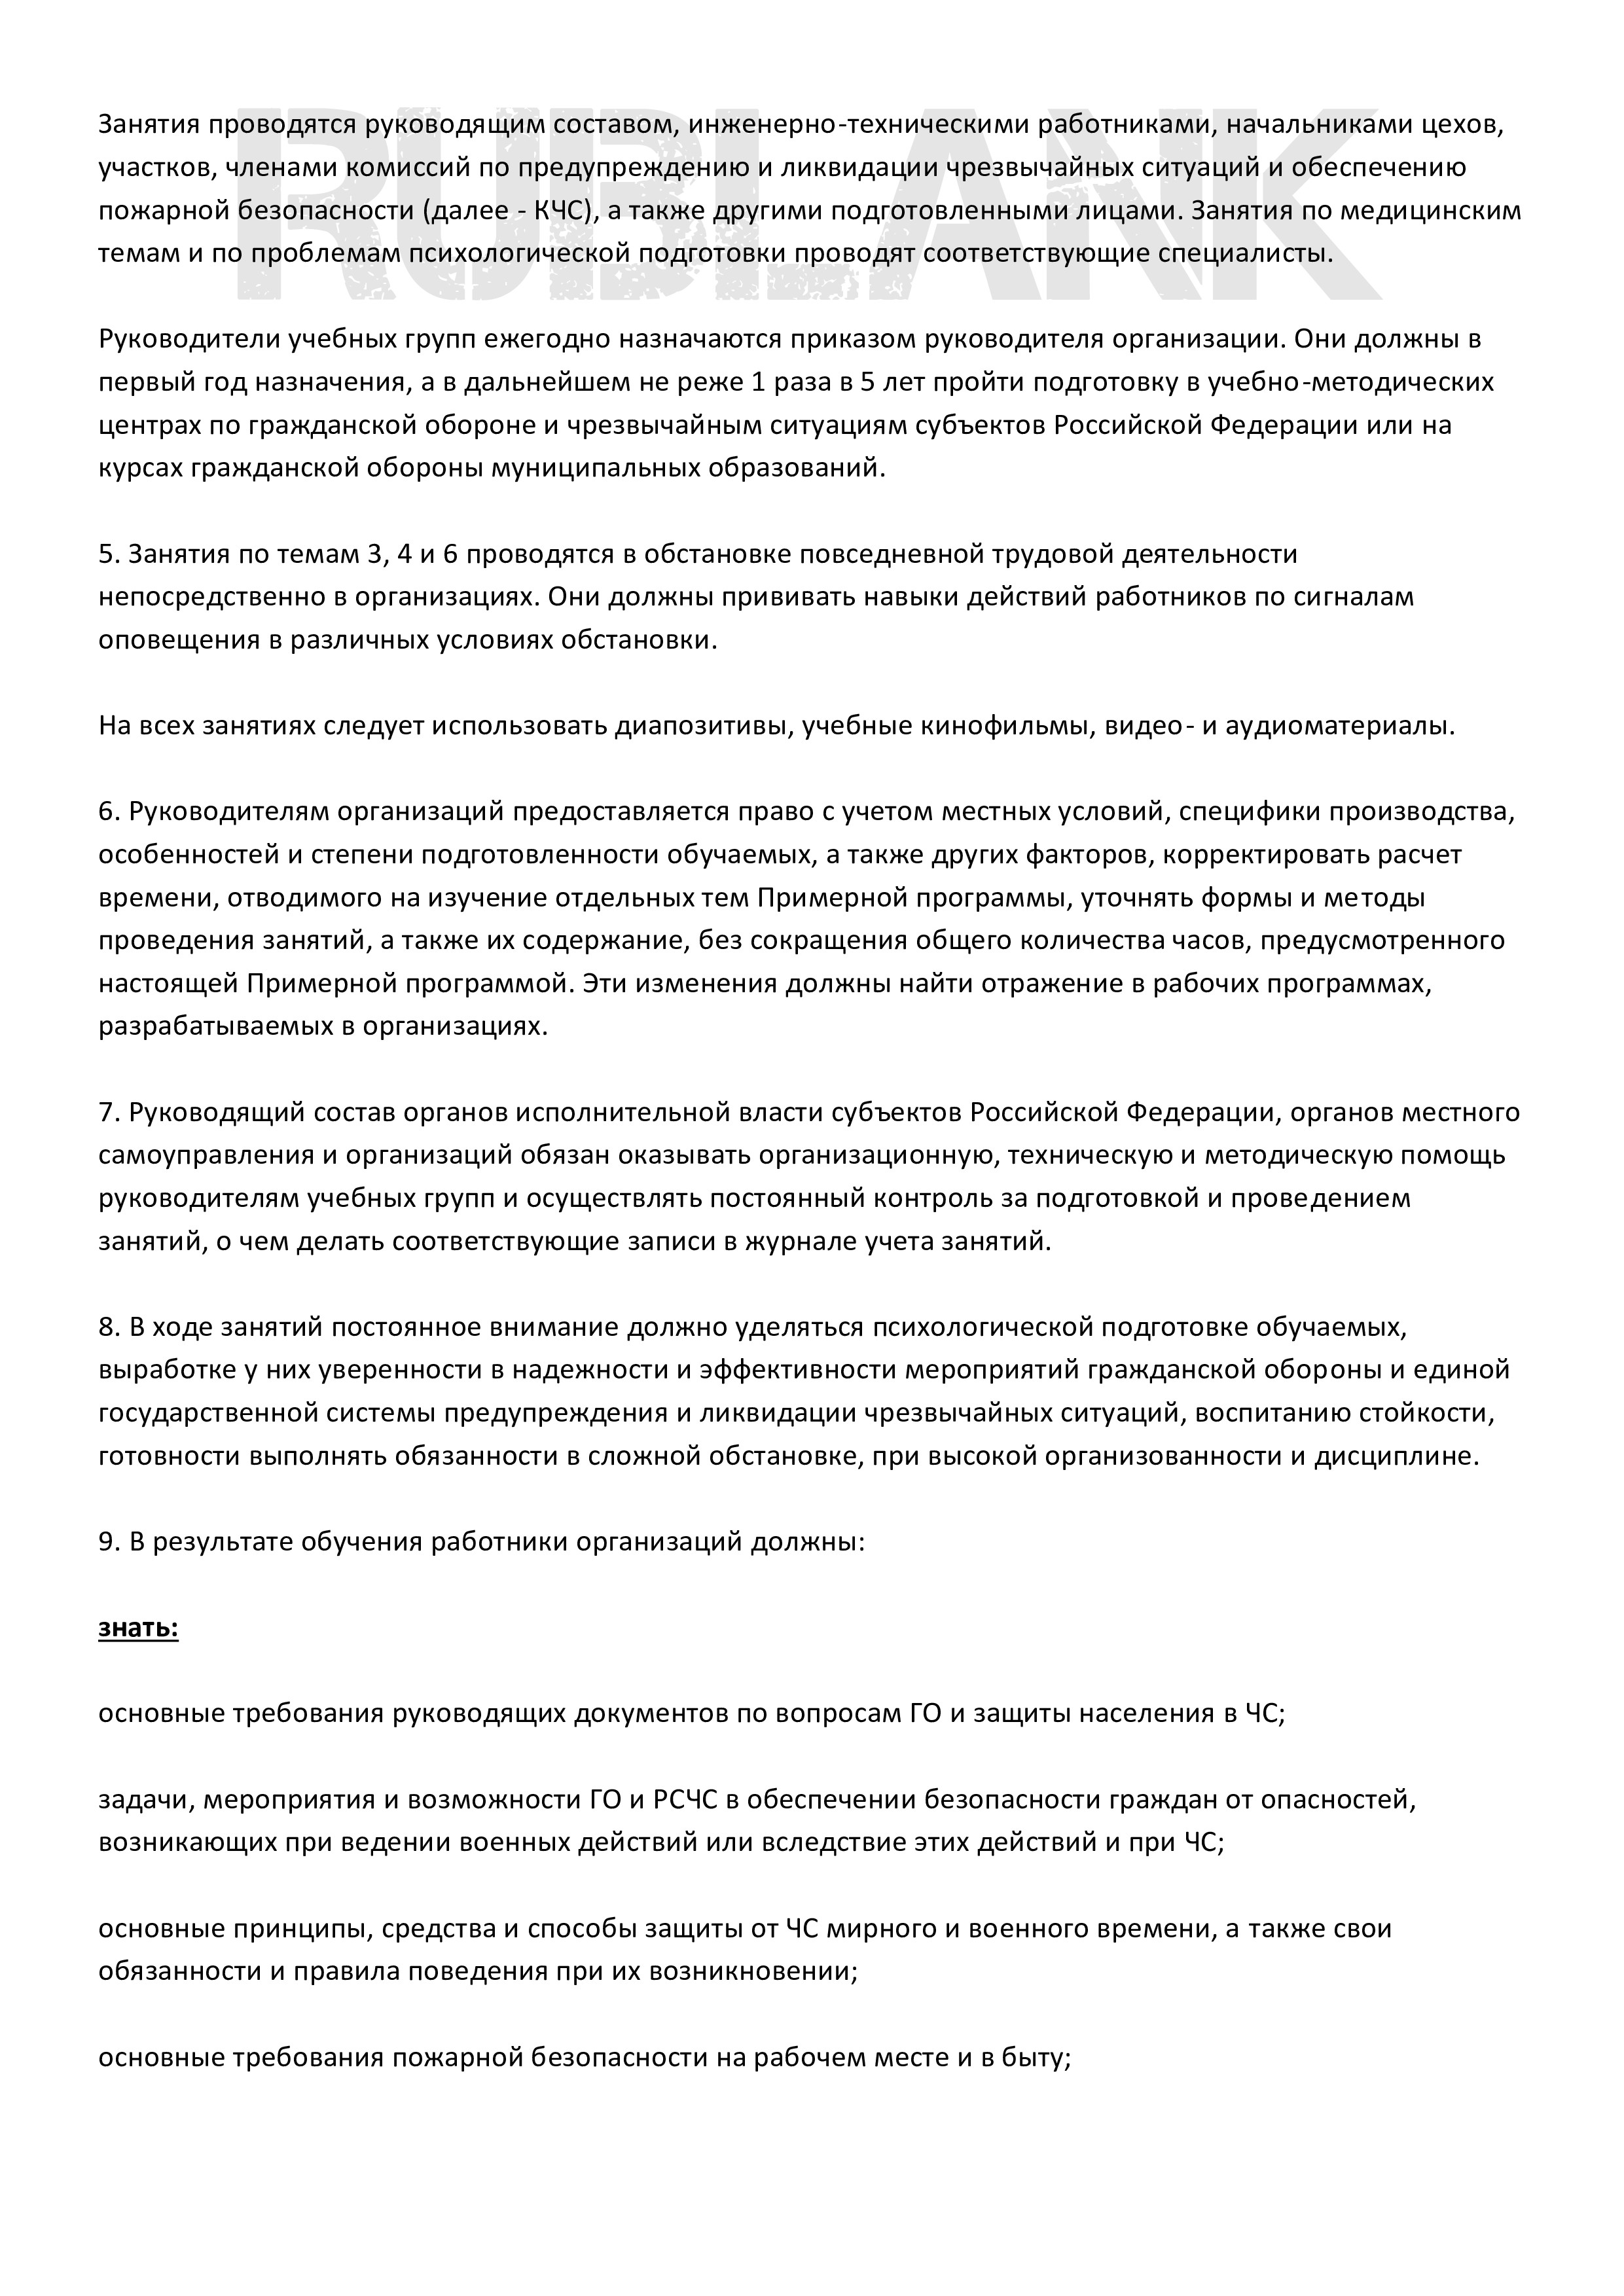 RUBLANK
Занятия проводятся руководящим составом, инженерно-техническими работниками, начальниками цехов,
участков, членами комиссий по предупреждению и ликвидации чрезвычайных ситуаций и обеспечению
пожарной безопасности (далее - КЧС), а также другими подготовленными лицами. Занятия по медицинским
темам и по проблемам психологической подготовки проводят соответствующие специалисты.
Руководители учебных групп ежегодно назначаются приказом руководителя организации. Они должны в
первый год назначения, а в дальнейшем не реже 1 раза в 5 лет пройти подготовку в учебно-методических
центрах по гражданской обороне и чрезвычайным ситуациям субъектов Российской Федерации или на
курсах гражданской обороны муниципальных образований.
5. Занятия по темам 3, 4 и 6 проводятся в обстановке повседневной трудовой деятельности
непосредственно в организациях. Они должны прививать навыки действий работников по сигналам
оповещения в различных условиях обстановки.
На всех занятиях следует использовать диапозитивы, учебные кинофильмы, видео- и аудиоматериалы.
6. Руководителям организаций предоставляется право с учетом местных условий, специфики производства,
особенностей и степени подготовленности обучаемых, а также других факторов, корректировать расчет
времени, отводимого на изучение отдельных тем Примерной программы, уточнять формы и методы
проведения занятий, а также их содержание, без сокращения общего количества часов, предусмотренного
настоящей Примерной программой. Эти изменения должны найти отражение в рабочих программах,
разрабатываемых в организациях.
7. Руководящий состав органов исполнительной власти субъектов Российской Федерации, органов местного
самоуправления и организаций обязан оказывать организационную, техническую и методическую помощь
руководителям учебных групп и осуществлять постоянный контроль за подготовкой и проведением
занятий, о чем делать соответствующие записи в журнале учета занятий.
8. В ходе занятий постоянное внимание должно уделяться психологической подготовке обучаемых,
выработке у них уверенности в надежности и эффективности мероприятий гражданской обороны и единой
государственной системы предупреждения и ликвидации чрезвычайных ситуаций, воспитанию стойкости,
готовности выполнять обязанности в сложной обстановке, при высокой организованности и дисциплине.
9. В результате обучения работники организаций должны:
знать:
основные требования руководящих документов по вопросам ГО и защиты населения в ЧС;
задачи, мероприятия и возможности ГО и РСЧС в обеспечении безопасности граждан от опасностей,
возникающих при ведении военных действий или вследствие этих действий и при ЧС;
основные принципы, средства и способы защиты от ЧС мирного и военного времени, а также свои
обязанности и правила поведения при их возникновении;
основные требования пожарной безопасности на рабочем месте и в быту;